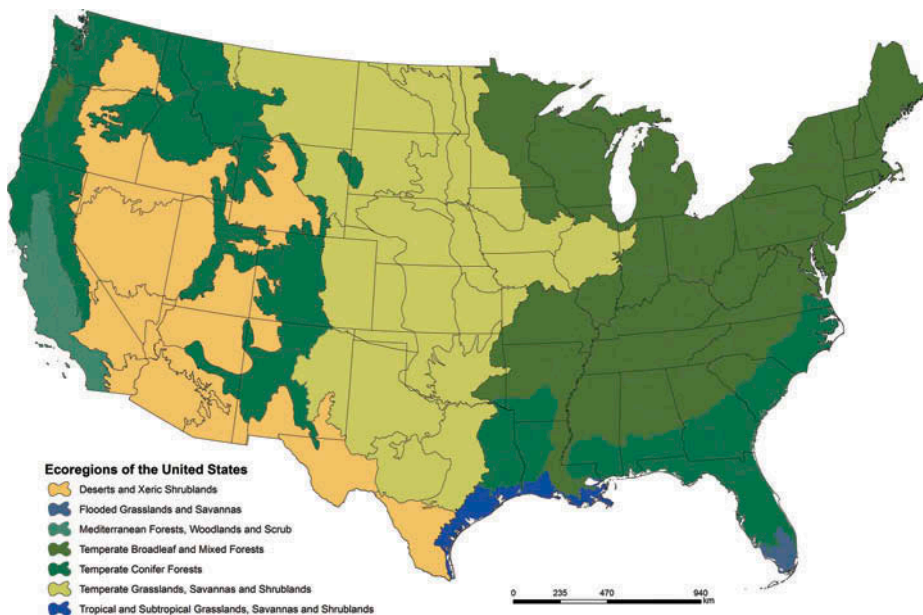 Ecoregions of the United States
Deserts and Xeric Shrublands
Flooded Grasslands and Savannas
Mediterranean Forests, Woodlands and Scrub
Temperate Broadleaf and Mixed Forests
Temperate Conifer Forests
Temperate Grasslands, Savannas and Shrublands
Tropical and Subtropical Grasslands, Savannas and Shrublands
0 235 470 940
km